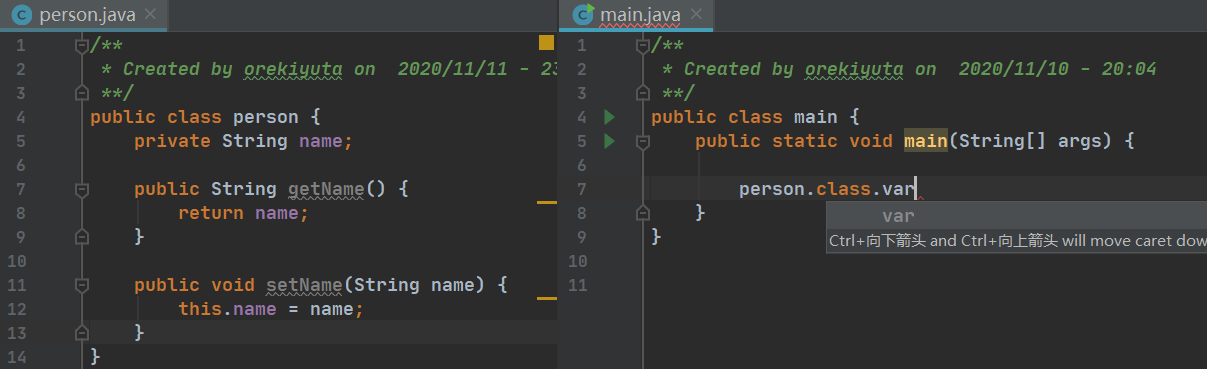 person.java
1 /**
2 * Created by orekiyuta on 2020/11/11 - 23
3 **/
4 public class person {
5 private String name;
6
7 public String getName() {
8 return name;
9 }
10
11 public void setName(String name) {
12 this.name = name;
13 }
14 }
main.java
1 /**
2 * Created by orekiyuta on 2020/11/10 - 20:04
3 **/
4 public class main {
5 public static void main(String[] args) {
6
7 person.class.var
var
8 }
Ctrl+向下箭头 and Ctrl+向上箭头 will move caret dow
9 }
10
11